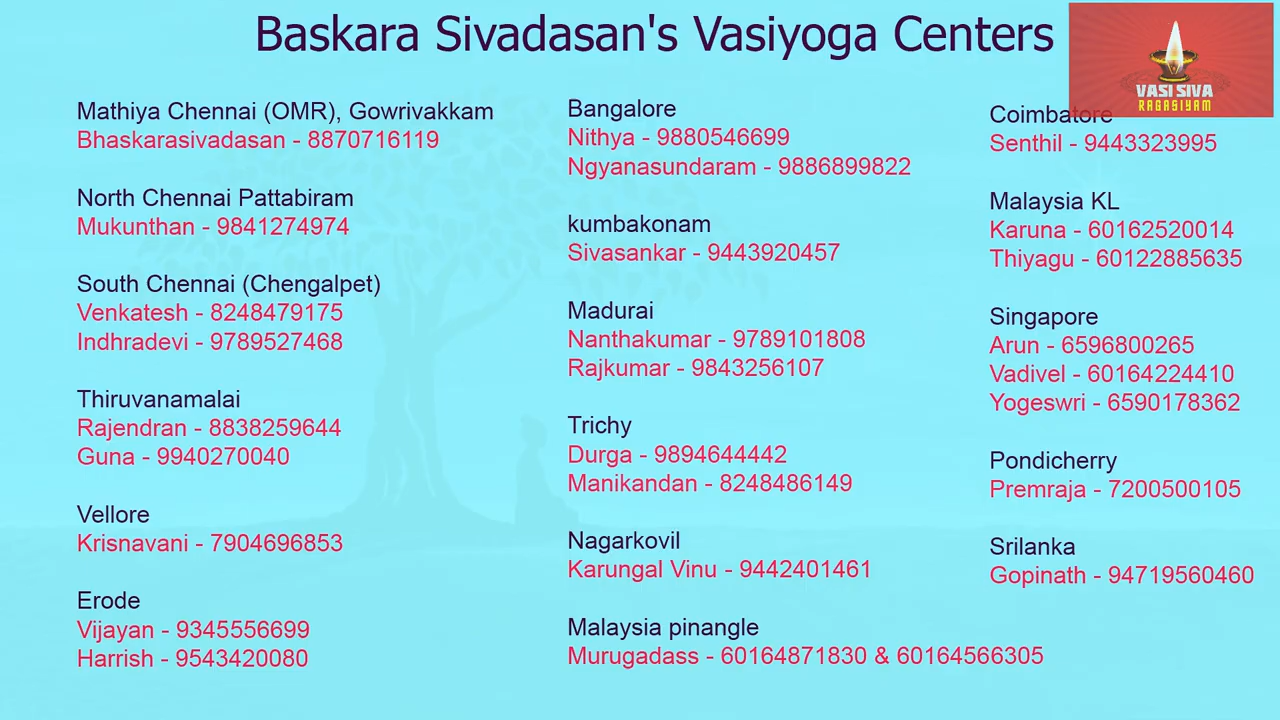 Baskara Sivadasan's Vasiyoga Centers
VASI SIVA
RAGASIYAM
Mathiya Chennai (OMR), Gowrivakkam
Bhaskarasivadasan - 8870716119
North Chennai Pattabiram
Mukunthan - 9841274974
South Chennai (Chengalpet)
Venkatesh - 8248479175
Indhradevi - 9789527468
Thiruvanamalai
Rajendran - 8838259644
Guna - 9940270040
Vellore
Krisnavani - 7904696853
Erode
Vijayan - 9345556699
Harrish - 9543420080
Bangalore
Nithya - 9880546699
Ngyanasundaram - 9886899822
kumbakonam
Sivasankar - 9443920457
Madurai
Nanthakumar - 9789101808
Rajkumar - 9843256107
Trichy
Durga - 9894644442
Manikandan - 8248486149
Nagarkovil
Karungal Vinu - 9442401461
Malaysia pinangle
Murugadass - 60164871830 & 60164566305
Coimbatore
Senthil - 9443323995
Malaysia KL
Karuna - 60162520014
Thiyagu - 60122885635
Singapore
Arun - 6596800265
Vadivel - 60164224410
Yogeswri - 6590178362
Pondicherry
Premraja - 7200500105
Srilanka
Gopinath - 94719560460